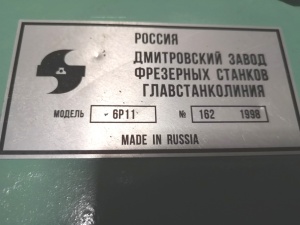 РОССИЯ
ДМИТРОВСКИЙ ЗАВОД
ФРЕЗЕРНЫХ СТАНКОВ
ГЛАВСТАНКОЛИНИЯ
МОДЕЛЬ 6Р11 № 162 1998
MADE IN RUSSIA